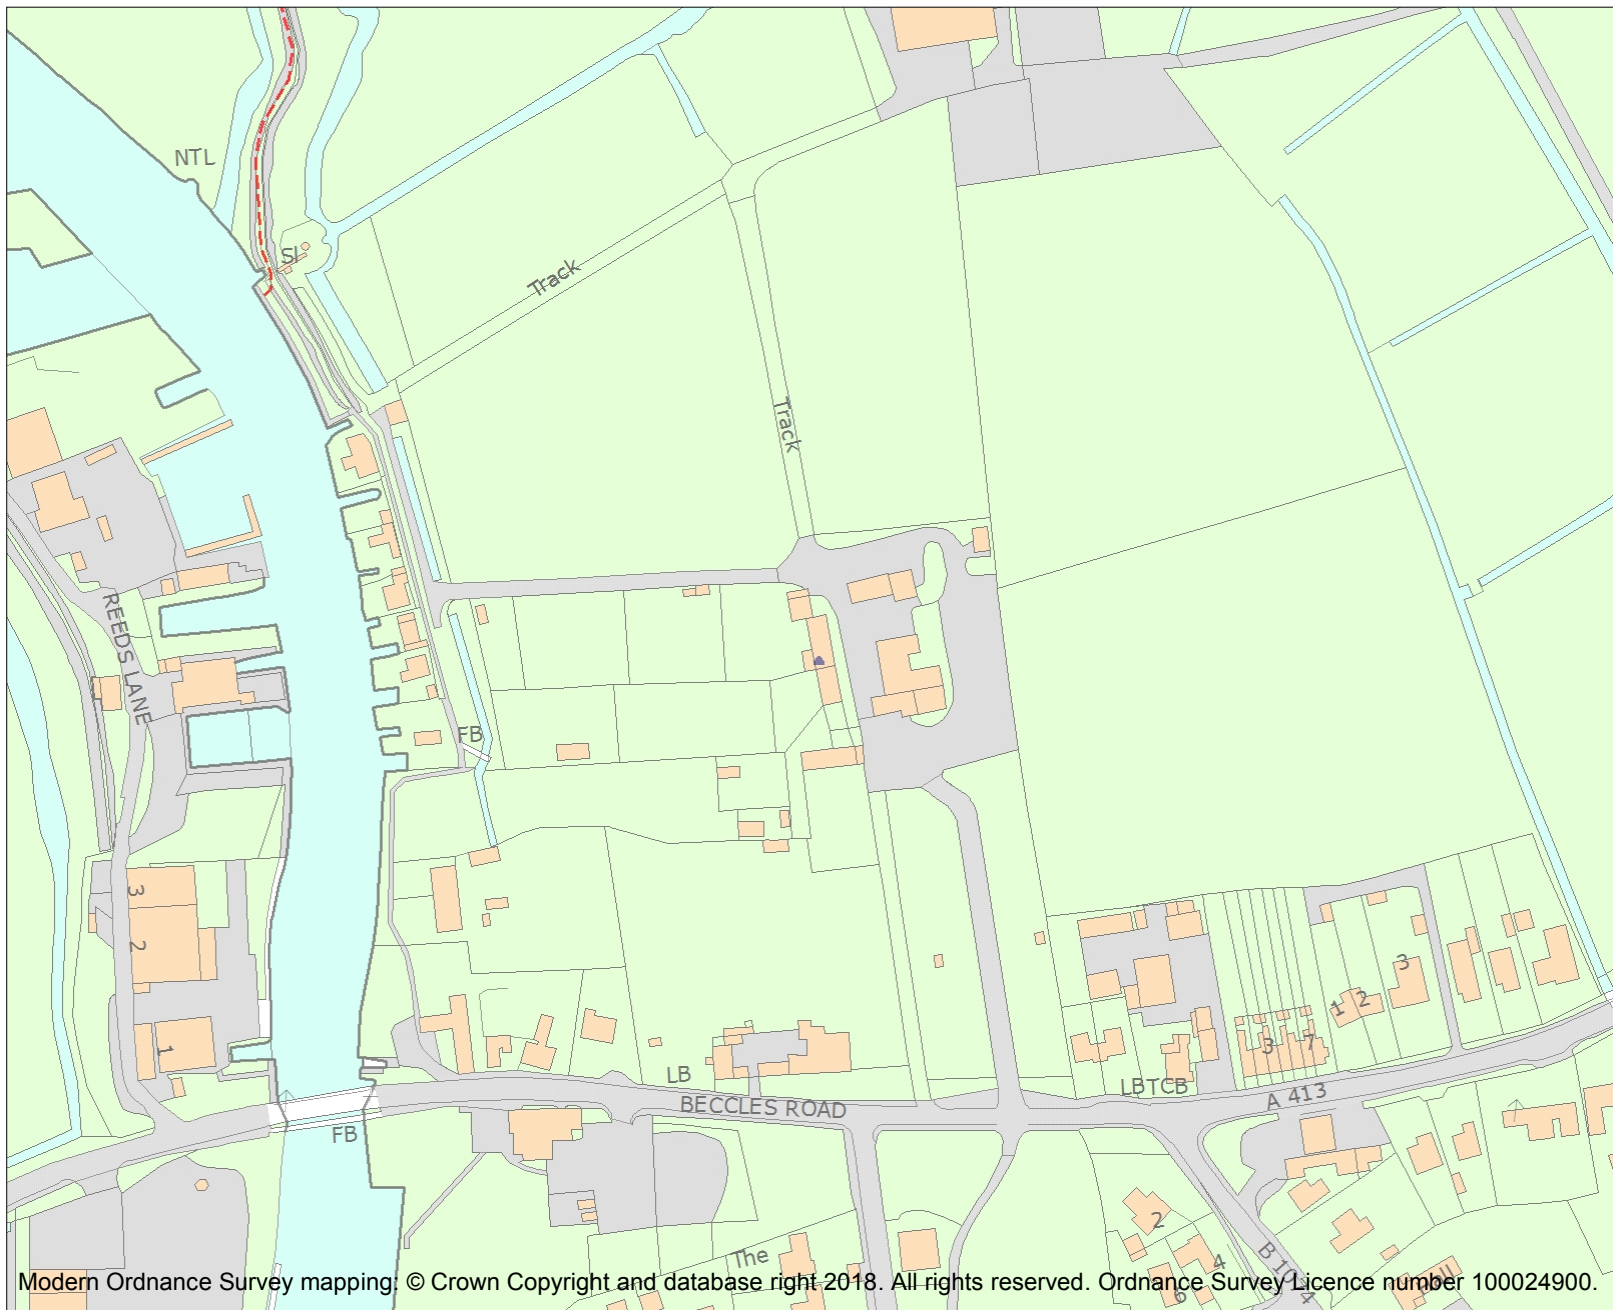 NTL
Sl
Track
Track
REEDS LANE
FB
3
2
1
3
1
2
3
7
LB
LBTCB
BECCLES ROAD
A 413
FB
2
The
4
B 1074
6
Modern Ordnance Survey mapping: © Crown Copyright and database right 2018. All rights reserved. Ordnance Survey Licence number 100024900.